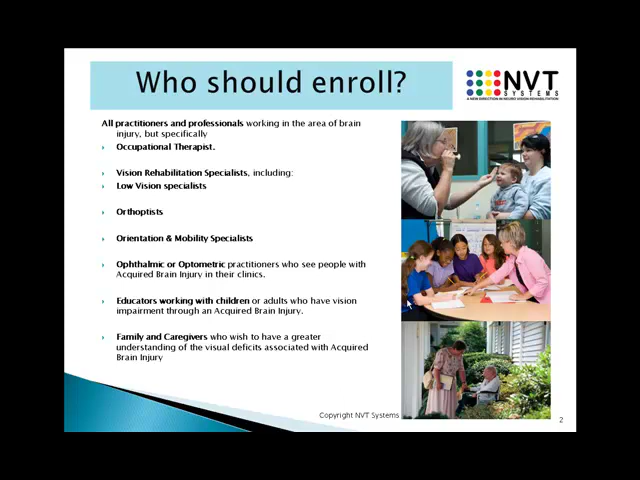 Who should enroll?
NVT
SYSTEMS
A NEW DIRECTION IN NEURO VISION REHABILITATION
All practitioners and professionals working in the area of brain
injury, but specifically
Occupational Therapist.
Vision Rehabilitation Specialists, including:
Low Vision specialists
Orthoptists
Orientation & Mobility Specialists
Ophthalmic or Optometric practitioners who see people with
Acquired Brain Injury in their clinics.
Educators working with children or adults who have vision
impairment through an Acquired Brain Injury.
Family and Caregivers who wish to have a greater
understanding of the visual deficits associated with Acquired
Brain Injury
Copyright NVT Systems
2